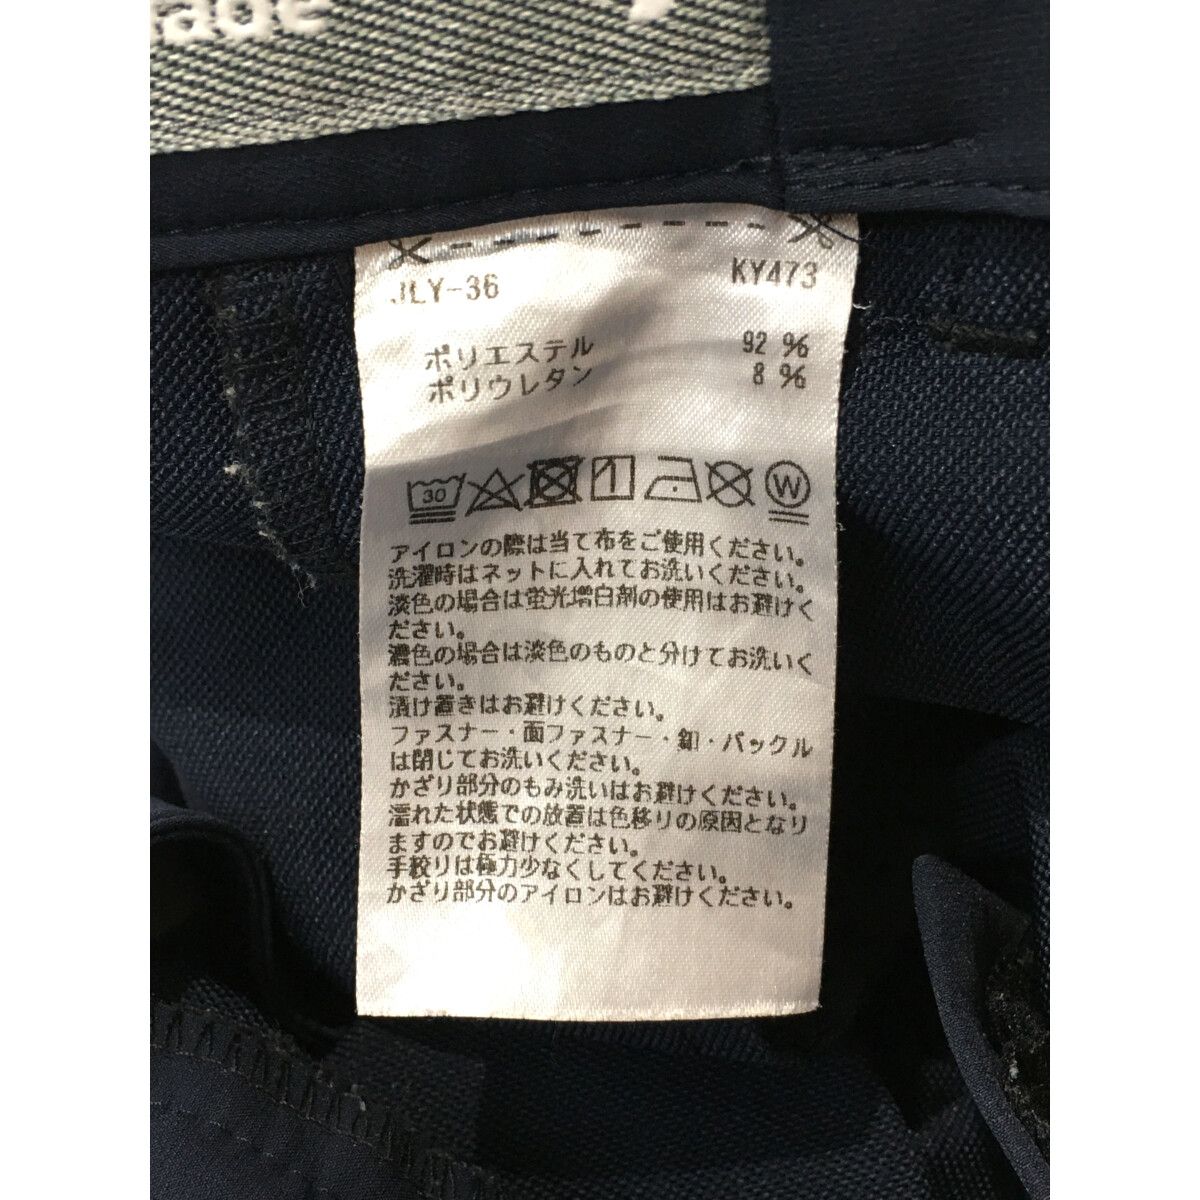 JLY-36 KY473
ポリエステル 92 %
ポリウレタン 8 %
30 W
アイロンの際は当て布をご使用ください。
洗濯時はネットに入れてお洗いください。
淡色の場合は蛍光増白剤の使用はお避けく
ださい。
濃色の場合は淡色のものと分けてお洗いく
ださい。
漬け置きはお避けください。
ファスナー・面ファスナー・釦・バックル
は閉じてお洗いください。
かざり部分のもみ洗いはお避けください。
濡れた状態での放置は色移りの原因となり
ますのでお避けください。
手絞りは極力少なくしてください。
かざり部分のアイロンはお避けください。